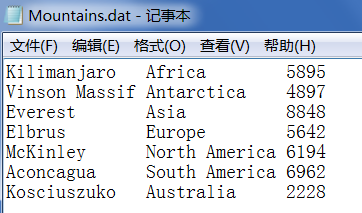 Mountains.dat - 记事本
文件(F) 编辑(E) 格式(O) 查看(V) 帮助(H)
Kilimanjaro Africa 5895
Vinson Massif Antarctica 4897
Everest Asia 8848
Elbrus Europe 5642
McKinley North America 6194
Aconcagua South America 6962
Kosciuszko Australia 2228